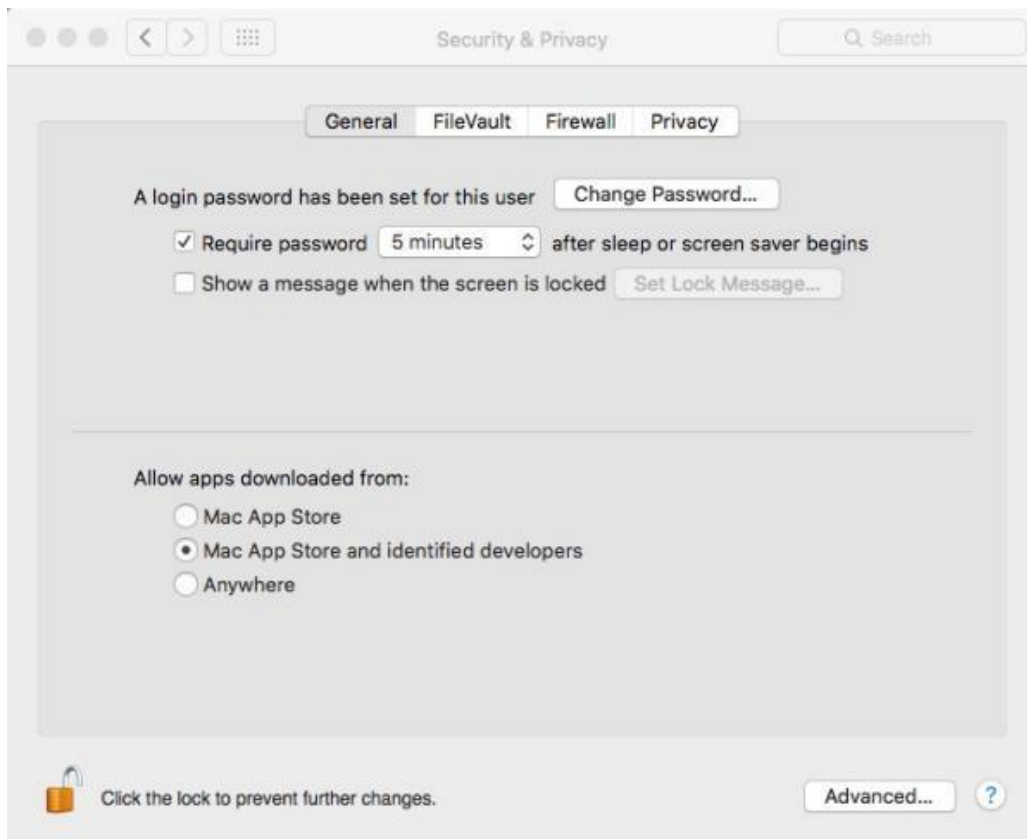 Security & Privacy
Search
General FileVault Firewall Privacy
A login password has been set for this user Change Password...
Require password 5 minutes after sleep or screen saver begins
Show a message when the screen is locked Set Lock Message...
Allow apps downloaded from:
Mac App Store
Mac App Store and identified developers
Anywhere
Click the lock to prevent further changes.
Advanced... ?